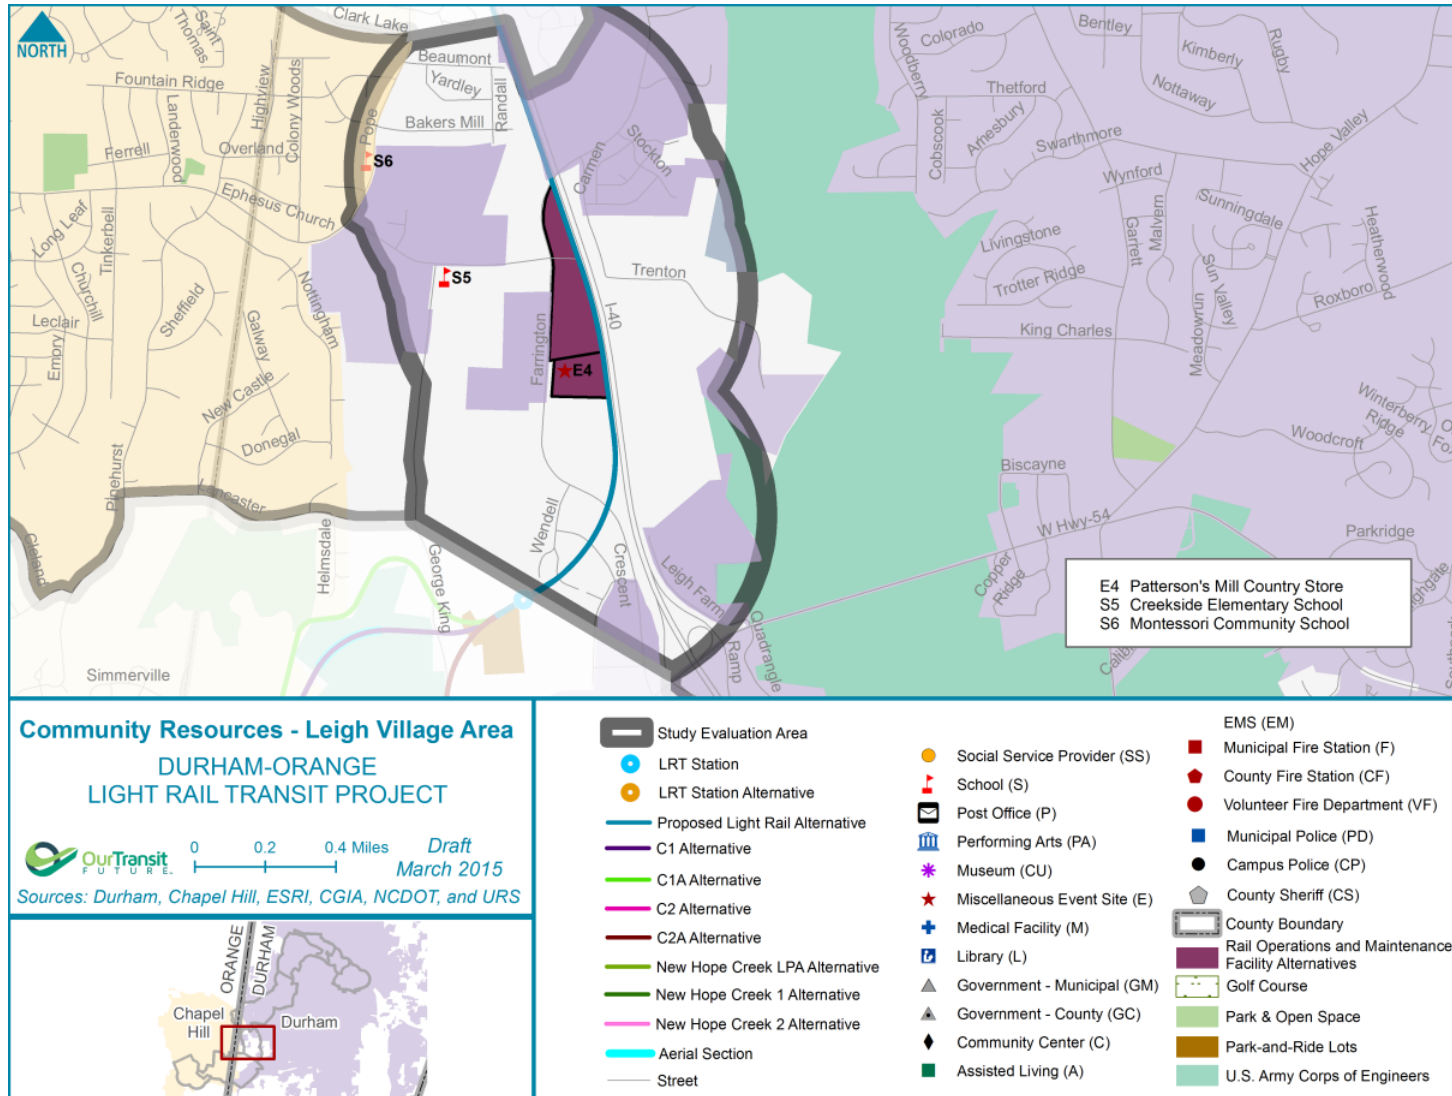 NORTH
Clark Lake
Saint
Thomas
Fountain Ridge
Landerwood
Highview
Colony Woods
Ferrell
Overland
Pope
S6
Ephesus Church
Long Leaf
Tinkerbell
Churchill
Leclair
Emory
Sheffield
Nottingham
Galway
New Castle
Donegal
Pinehurst
Lancaster
Cleland
Helmsdale
George King
Simmerville
Beaumont
Yardley
Randall
Bakers Mill
Carmen
Stockton
S5
Trenton
I-40
Farrington
E4
Wendell
Crescent
Leigh Farm
Quadrangle
Ramp
Woodberry
Colorado
Bentley
Kimberly
Rugby
Nottaway
Thetford
Amesbury
Cobscook
Swarthmore
Hope Valley
Wynford
Malvern
Garrett
Sunningdale
Heatherwood
Livingstone
Trotter Ridge
Sun Valley
Roxboro
King Charles
Meadowrun
Winterberry
Ridge
Woodcroft
Biscayne
W Hwy-54
Parkridge
Copper
Ridge
E4 Patterson's Mill Country Store
S5 Creekside Elementary School
S6 Montessori Community School
Community Resources - Leigh Village Area
DURHAM-ORANGE
LIGHT RAIL TRANSIT PROJECT
OurTransit
FUTURE
0 0.2 0.4 Miles
Draft
March 2015
Sources: Durham, Chapel Hill, ESRI, CGIA, NCDOT, and URS
ORANGE
DURHAM
Chapel
Hill
Durham
Study Evaluation Area
LRT Station
LRT Station Alternative
Proposed Light Rail Alternative
C1 Alternative
C1A Alternative
C2 Alternative
C2A Alternative
New Hope Creek LPA Alternative
New Hope Creek 1 Alternative
New Hope Creek 2 Alternative
Aerial Section
Street
Social Service Provider (SS)
School (S)
Post Office (P)
Performing Arts (PA)
Museum (CU)
Miscellaneous Event Site (E)
Medical Facility (M)
Library (L)
Government - Municipal (GM)
Government - County (GC)
Community Center (C)
Assisted Living (A)
EMS (EM)
Municipal Fire Station (F)
County Fire Station (CF)
Volunteer Fire Department (VF)
Municipal Police (PD)
Campus Police (CP)
County Sheriff (CS)
County Boundary
Rail Operations and Maintenance
Facility Alternatives
Golf Course
Park & Open Space
Park-and-Ride Lots
U.S. Army Corps of Engineers